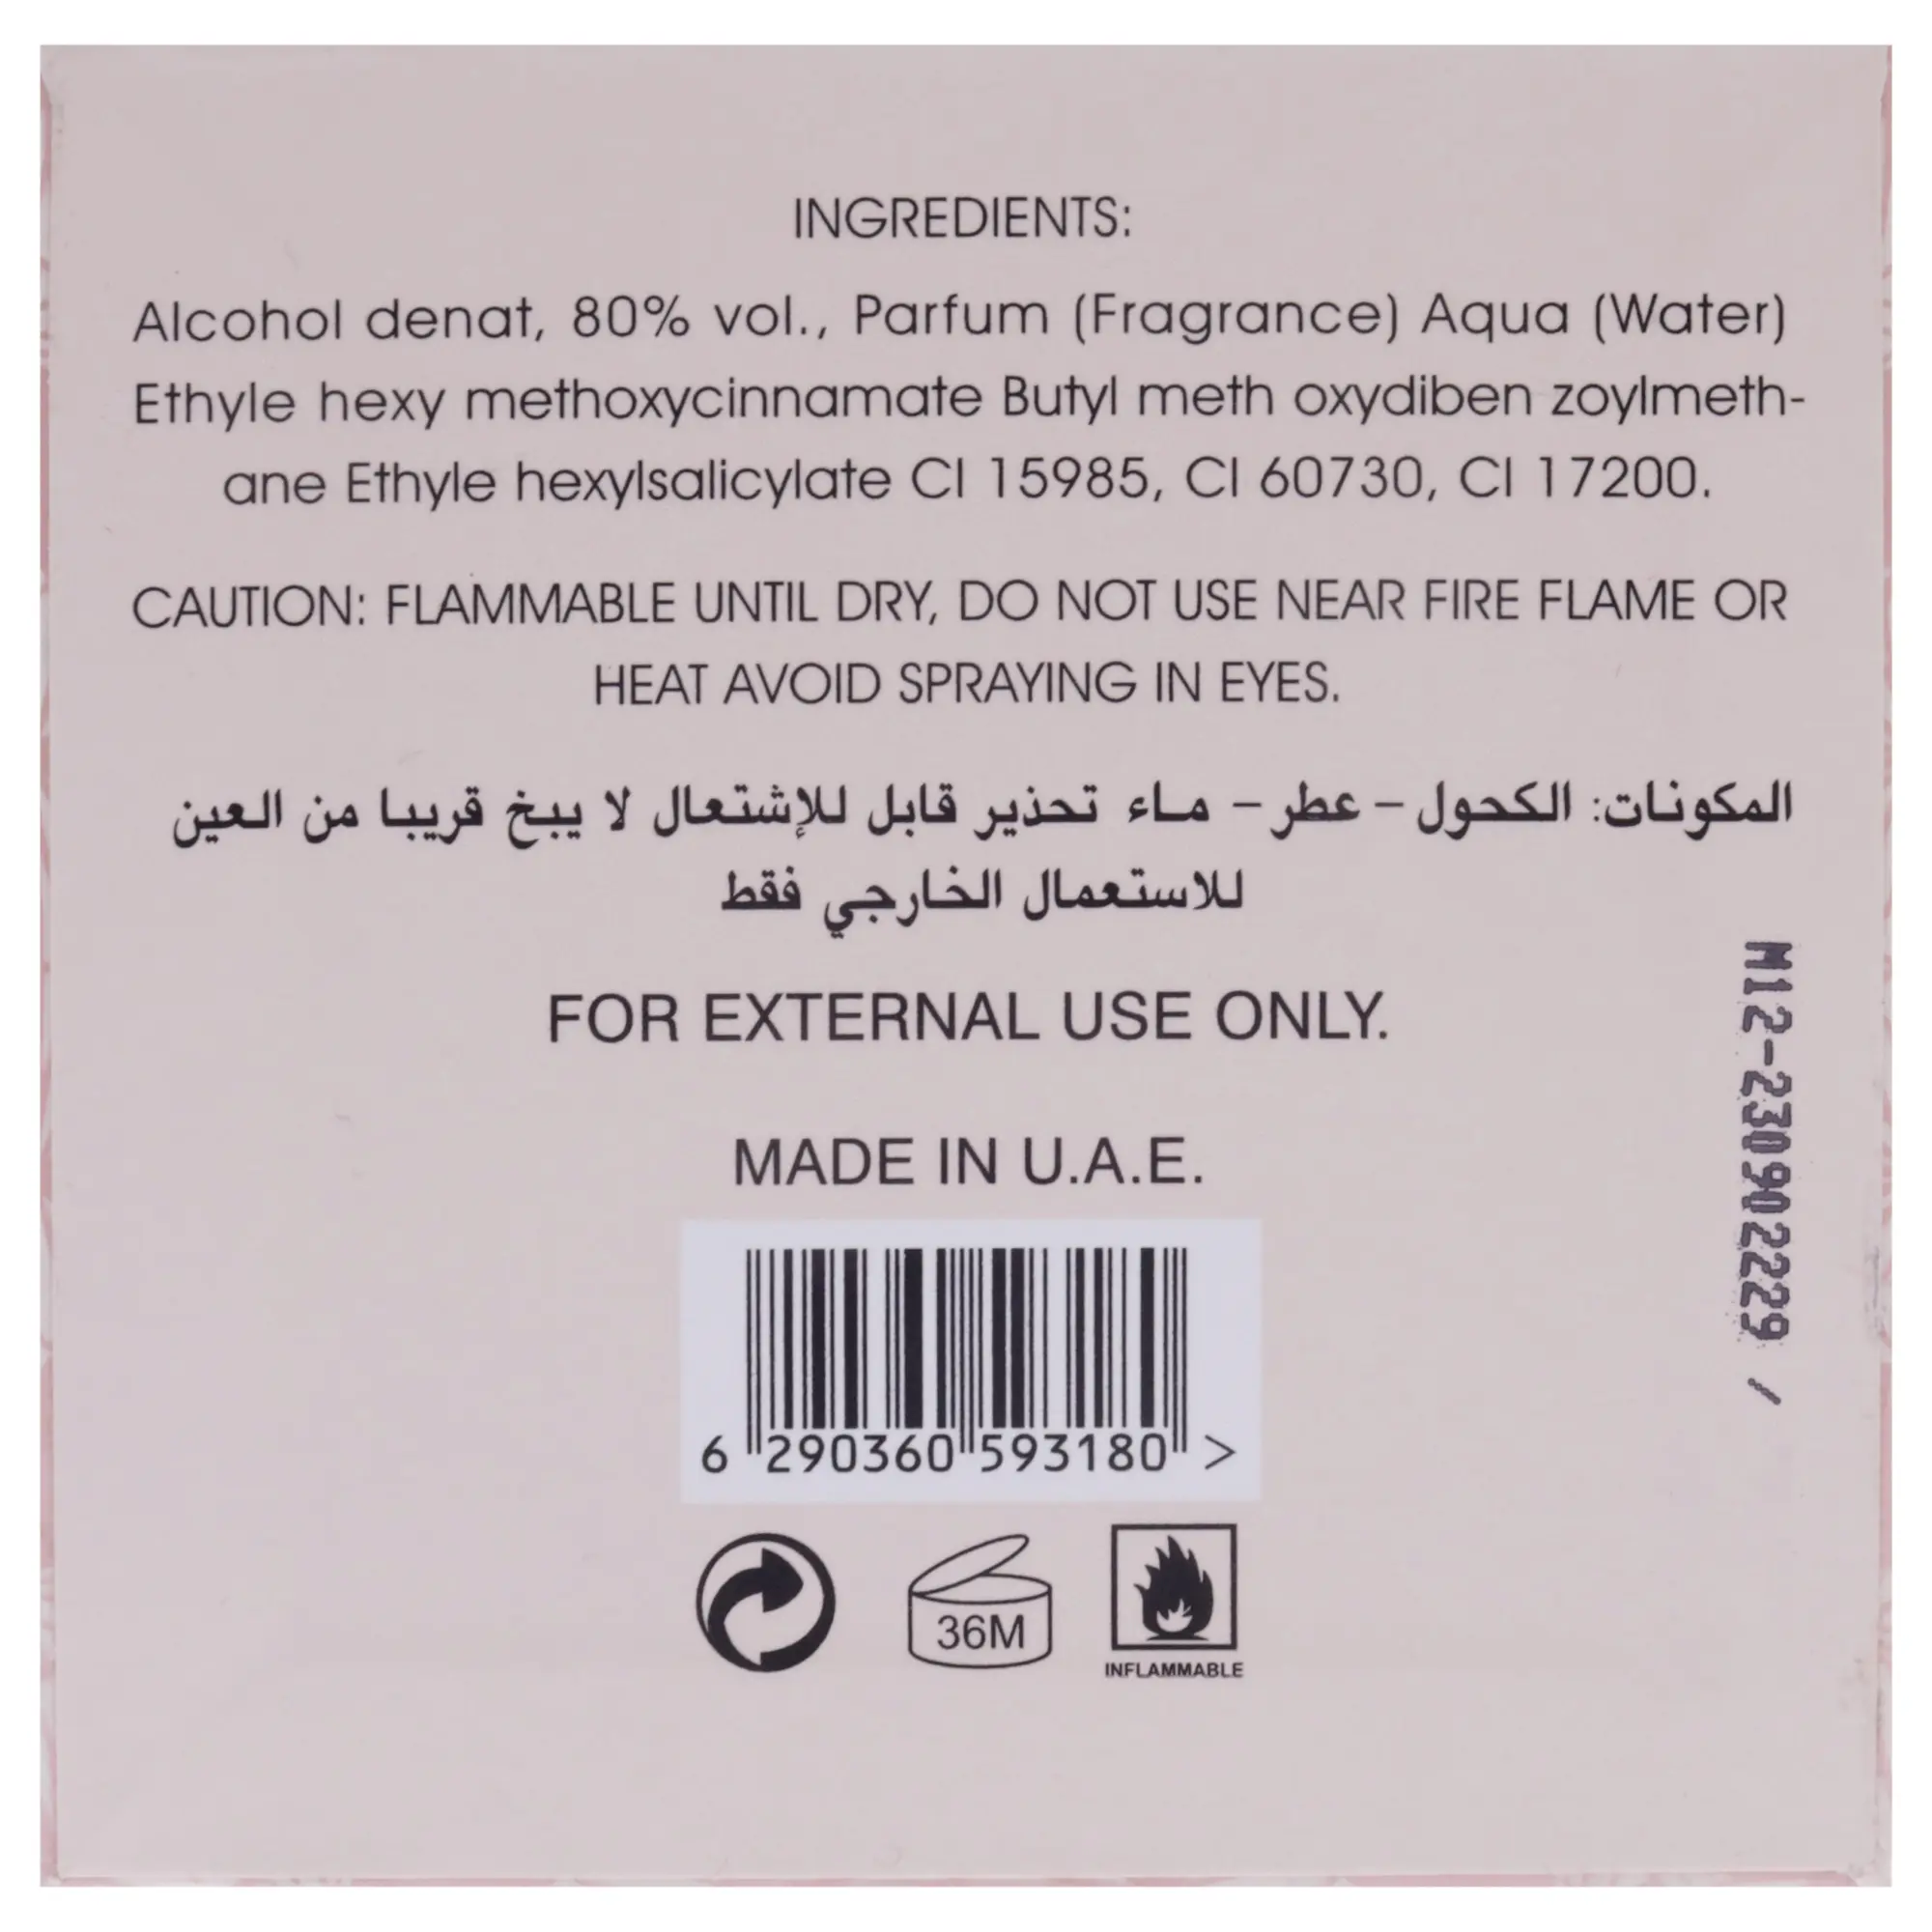 INGREDIENTS:
Alcohol denat, 80% vol., Parfum (Fragrance) Aqua (Water)
Ethyle hexy methoxycinnamate Butyl meth oxydiben zoylmeth-
ane Ethyle hexylsalicylate CI 15985, CI 60730, CI 17200.
CAUTION: FLAMMABLE UNTIL DRY, DO NOT USE NEAR FIRE FLAME OR
HEAT AVOID SPRAYING IN EYES.
المكونات: الكحول - عطر - ماء تحذير قابل للإشتعال لا يبخ قريبا من العين
للاستعمال الخارجي فقط
FOR EXTERNAL USE ONLY.
MADE IN U.A.E.
M12-230902229 /
6 290360 593180 >
36M
INFLAMMABLE